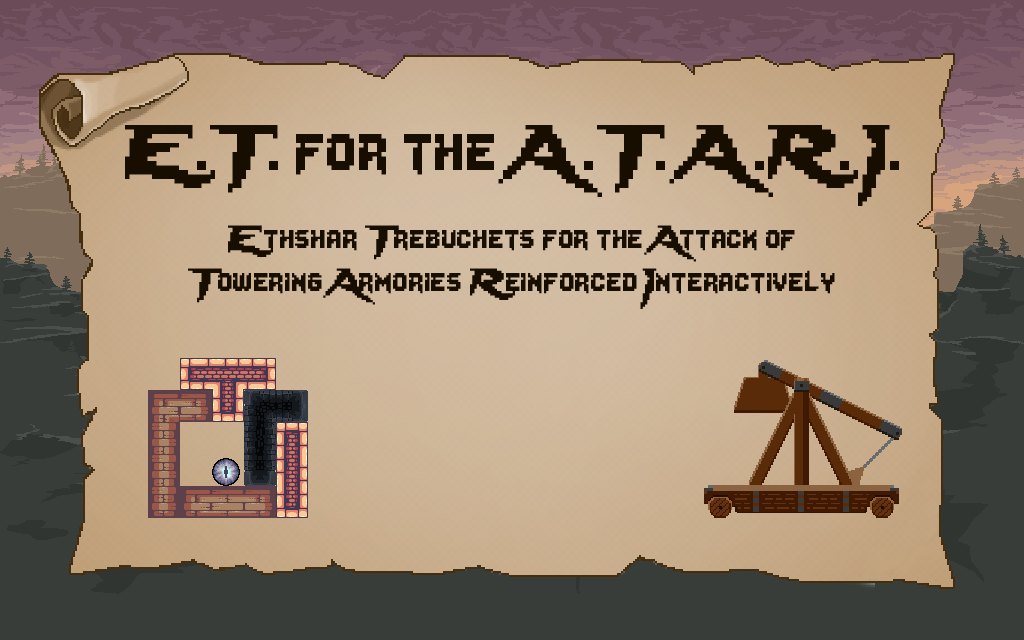 E.T. FOR THE A.T.A.R.I.
ETHSHAR TREBUCHETS FOR THE ATTACK OF
TOWERING ARMORIES REINFORCED INTERACTIVELY